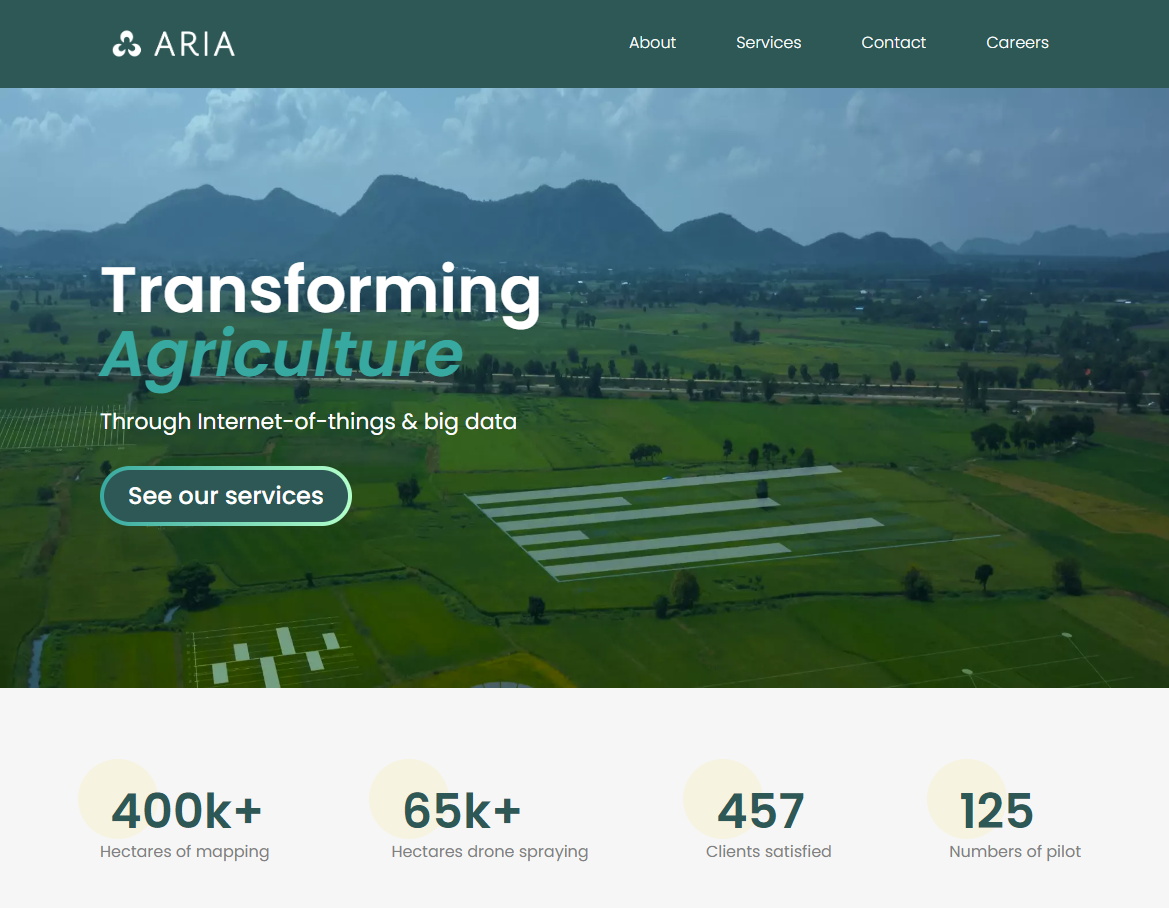 ARIA
About Services Contact Careers
Transforming
Agriculture
Through Internet-of-things & big data
See our services
400k+ 65k+ 457 125
Hectares of mapping Hectares drone spraying Clients satisfied Numbers of pilot